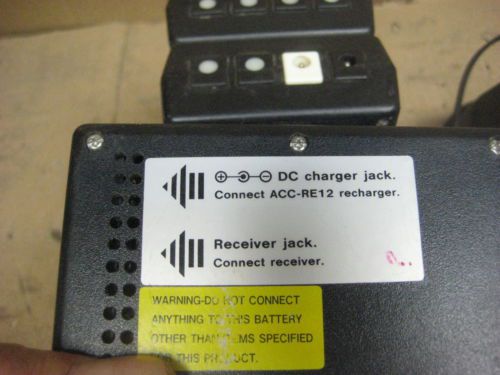 DC charger jack.
Connect ACC-RE12 recharger.
Receiver jack.
Connect receiver.
WARNING-DO NOT CONNECT
ANYTHING TO THIS BATTERY
OTHER THAN ITEMS SPECIFIED
FOR THIS PRODUCT.